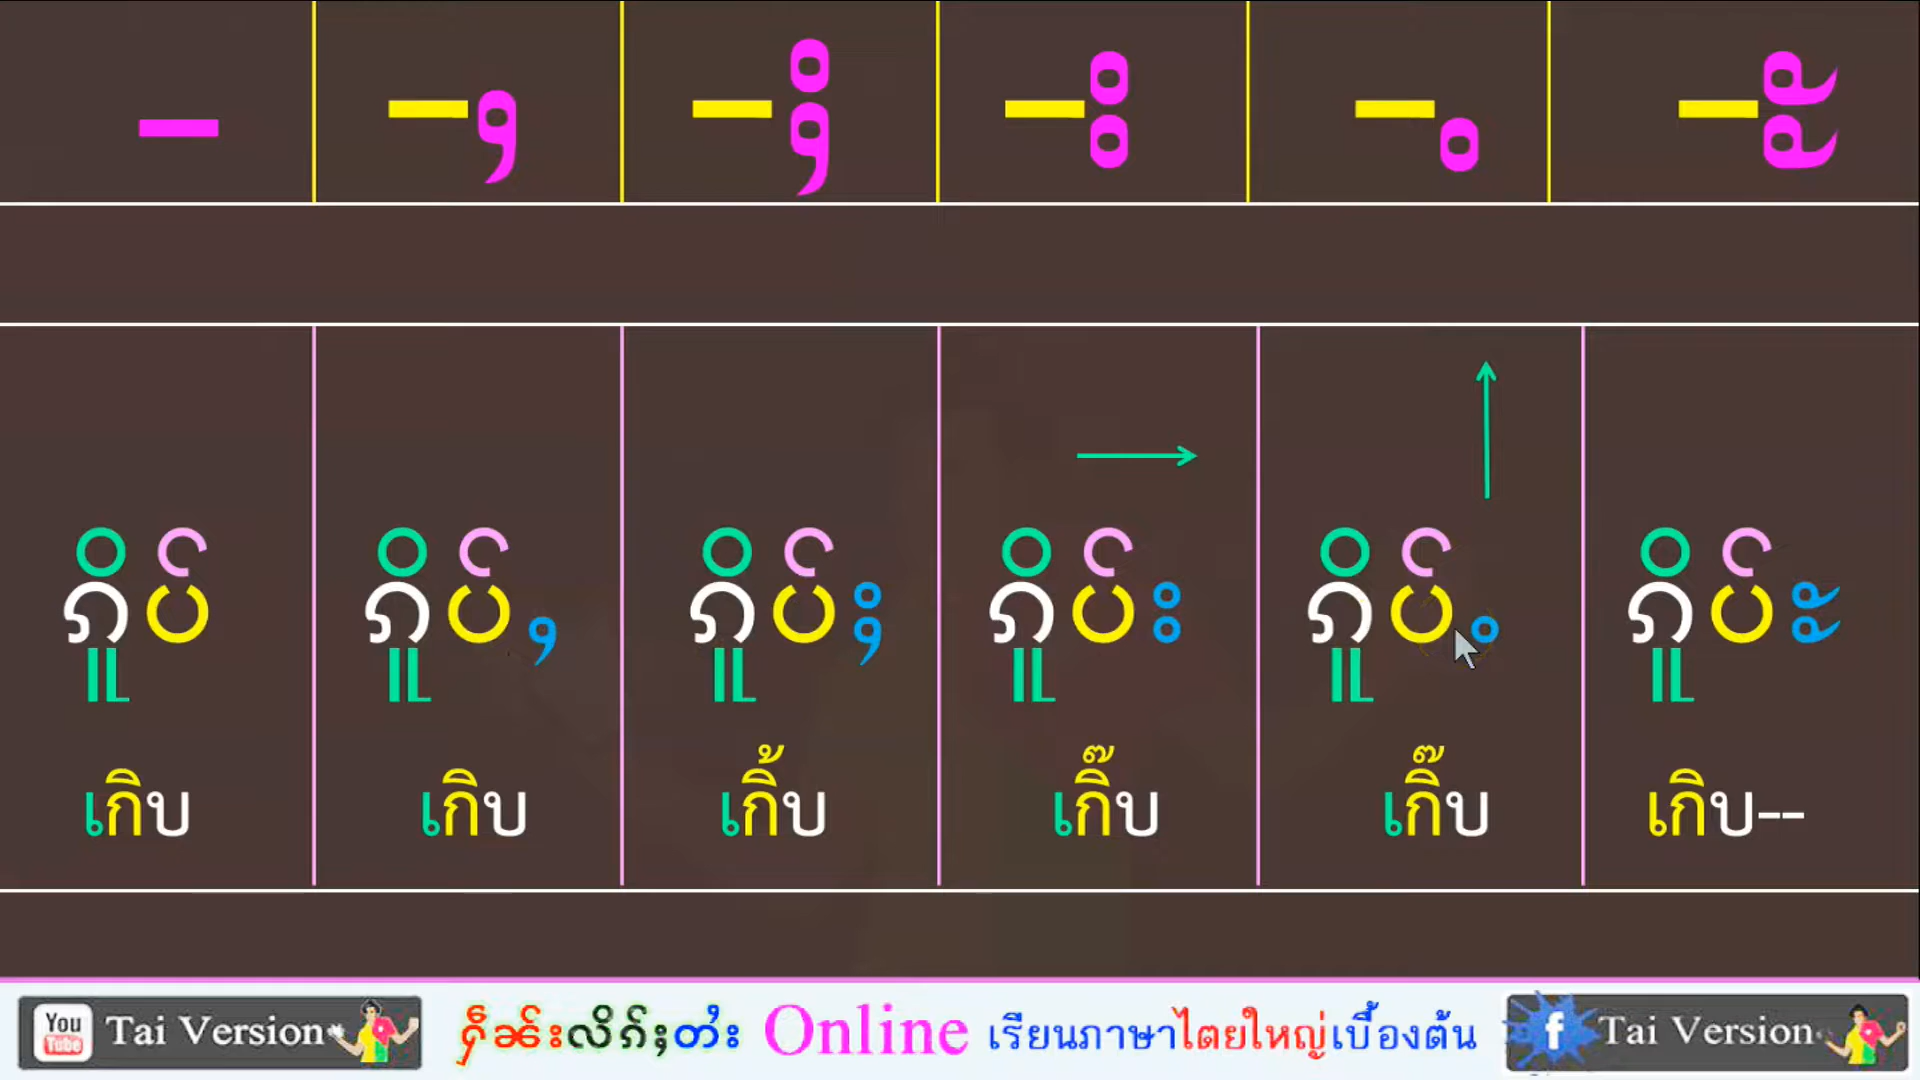 – –ႇ –ႈ –း –ႉ –ႊ
ၵိူပ် ၵိူပ်ႇ ၵိူပ်ႈ ၵိူပ်း ၵိူပ်ႉ ၵိူပ်ႊ
เกิบ เกิบ เกิ้บ เกิ๊บ เกิ๊บ เกิบ--
You Tube Tai Version ႁဵၼ်းလိၵ်ႈတႆး Online เรียนภาษาไตยใหญ่เบื้องต้น f Tai Version